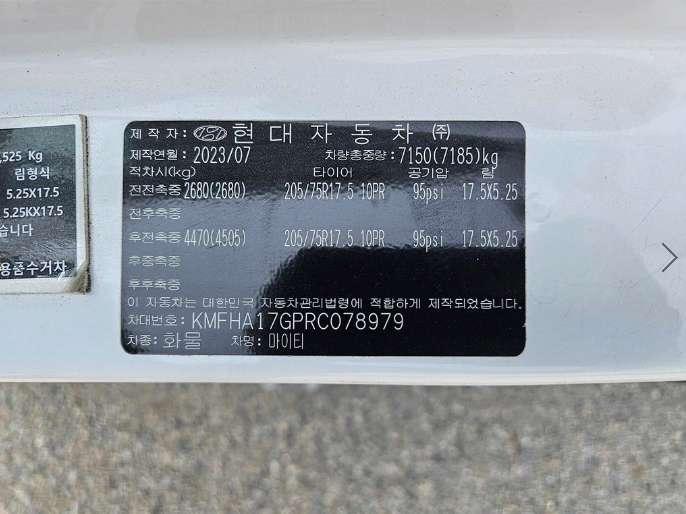 ,525 Kg
림형식
5.25X17.5
5.25KX17.5
습니다
용품수거차
제 작 자 : 현 대 자 동 차 ㈜
제작연월 : 2023/07 차량총중량 : 7150(7185)kg
적차시(kg) 타이어 공기압 림
전전축중 2680(2680) 205/75R17.5 10PR 95psi 17.5X5.25
전후축중
후전축중 4470(4505) 205/75R17.5 10PR 95psi 17.5X5.25
후중축중
후후축중
이 자동차는 대한민국 자동차관리법령에 적합하게 제작되었습니다.
차대번호: KMFHA17GPRC078979
차종: 화물 차명: 마이티